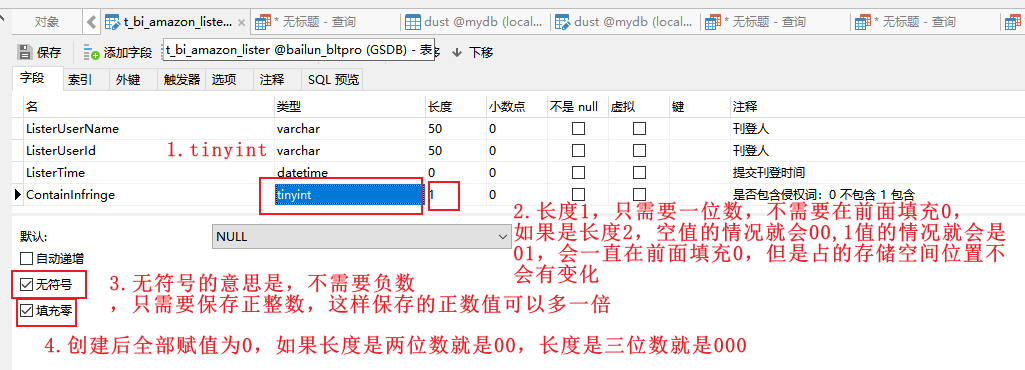 对象 t_bi_amazon_liste... * 无标题 - 查询 dust @mydb (local... dust @mydb (local... * 无标题 - 查询 * 无标题 - 查询
保存 添加字段 t_bi_amazon_lister @bailun_bltpro (GSDB) - 表 下移
字段 索引 外键 触发器 选项 注释 SQL 预览
名 类型 长度 小数点 不是 null 虚拟 键 注释
ListerUserName varchar 50 0 刊登人
ListerUserId varchar 50 0 刊登人
1.tinyint
ListerTime datetime 0 0 提交刊登时间
ContainInfringe tinyint 1 0 是否包含侵权词：0 不包含 1 包含
2.长度1，只需要一位数，不需要在前面填充0，
如果是长度2，空值的情况就会00,1值的情况就会是
01，会一直在前面填充0，但是占的存储空间位置不
会有变化
默认: NULL
自动递增
无符号
填充零
3.无符号的意思是，不需要负数
，只需要保存正整数，这样保存的正数值可以多一倍
4.创建后全部赋值为0，如果长度是两位数就是00，长度是三位数就是000